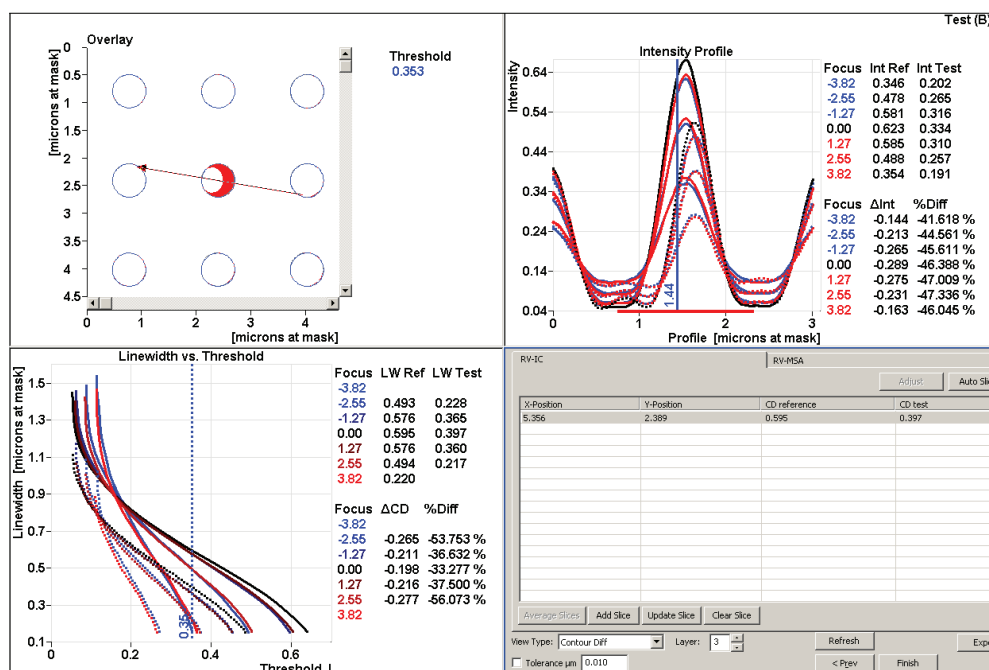 Test (B)
Overlay
Threshold
0.353
[microns at mask]
0
0.5
1
1.5
2
2.5
3
3.5
4
4.5
0 1 2 3 4
[microns at mask]
Intensity Profile
Intensity
0.64
0.54
0.44
0.34
0.24
0.14
0.04
1.44
0 1 2 3
Profile [microns at mask]
Focus Int Ref Int Test
-3.82 0.346 0.202
-2.55 0.478 0.265
-1.27 0.581 0.316
0.00 0.623 0.334
1.27 0.585 0.310
2.55 0.488 0.257
3.82 0.354 0.191
Focus ΔInt %Diff
-3.82 -0.144 -41.618 %
-2.55 -0.213 -44.561 %
-1.27 -0.265 -45.611 %
0.00 -0.289 -46.388 %
1.27 -0.275 -47.009 %
2.55 -0.231 -47.336 %
3.82 -0.163 -46.045 %
Linewidth vs. Threshold
Linewidth [microns at mask]
1.5
1.3
1.1
0.9
0.7
0.5
0.3
0.1
0.35
0 0.2 0.4 0.6
Threshold I
Focus LW Ref LW Test
-3.82
-2.55 0.493 0.228
-1.27 0.576 0.365
0.00 0.595 0.397
1.27 0.576 0.360
2.55 0.494 0.217
3.82 0.220
Focus ΔCD %Diff
-3.82
-2.55 -0.265 -53.753 %
-1.27 -0.211 -36.632 %
0.00 -0.198 -33.277 %
1.27 -0.216 -37.500 %
2.55 -0.277 -56.073 %
3.82
RV-IC RV-MSA
Adjust Auto Slic
X-Position Y-Position CD reference CD test
5.356 2.389 0.595 0.397
Average Slices Add Slice Update Slice Clear Slice
View Type: Contour Diff Layer: 3 Refresh Expo
Tolerance µm 0.010 < Prev Finish